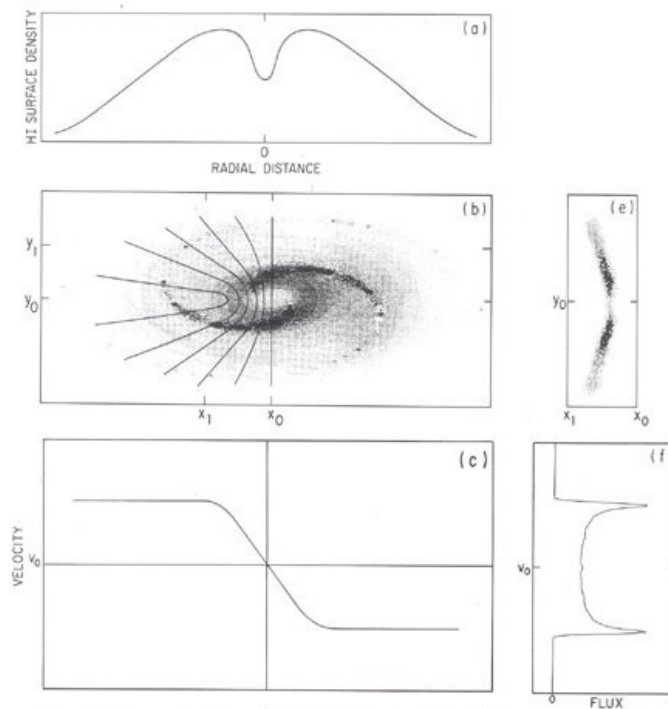 (a)
HI SURFACE DENSITY
0
RADIAL DISTANCE
(b)
(e)
y₁
y₀
y₀
x₁
x₀
x₁
x₀
(c)
(f
VELOCITY
v₀
v₀
0
FLUX